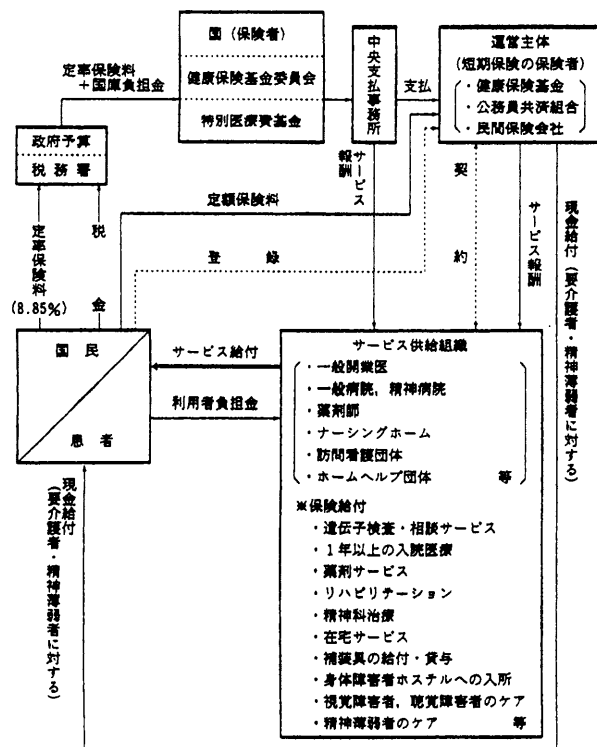 国（保険者）
健康保険基金委員会
特別医療費基金
中央支払事務所
運営主体
(短期保険の保険者)
・健康保険基金
・公務員共済組合
・民間保険会社
定率保険料
＋国庫負担金
支払
政府予算
税務署
サービス
報酬
定額保険料
契約
サービス報酬
現金給付（要介護者・精神薄弱者に対する）
定率保険料
(8.85%)
税金
登録
国民
患者
サービス給付
利用者負担金
サービス供給組織
・一般開業医
・一般病院，精神病院
・薬剤師
・ナーシングホーム
・訪問看護団体
・ホームヘルプ団体 等
※保険給付
・遺伝子検査・相談サービス
・１年以上の入院医療
・薬剤サービス
・リハビリテーション
・精神科治療
・在宅サービス
・補装具の給付・貸与
・身体障害者ホステルへの入所
・視覚障害者，聴覚障害者のケア
・精神薄弱者のケア 等
現金給付
(要介護者・精神薄弱者に対する)